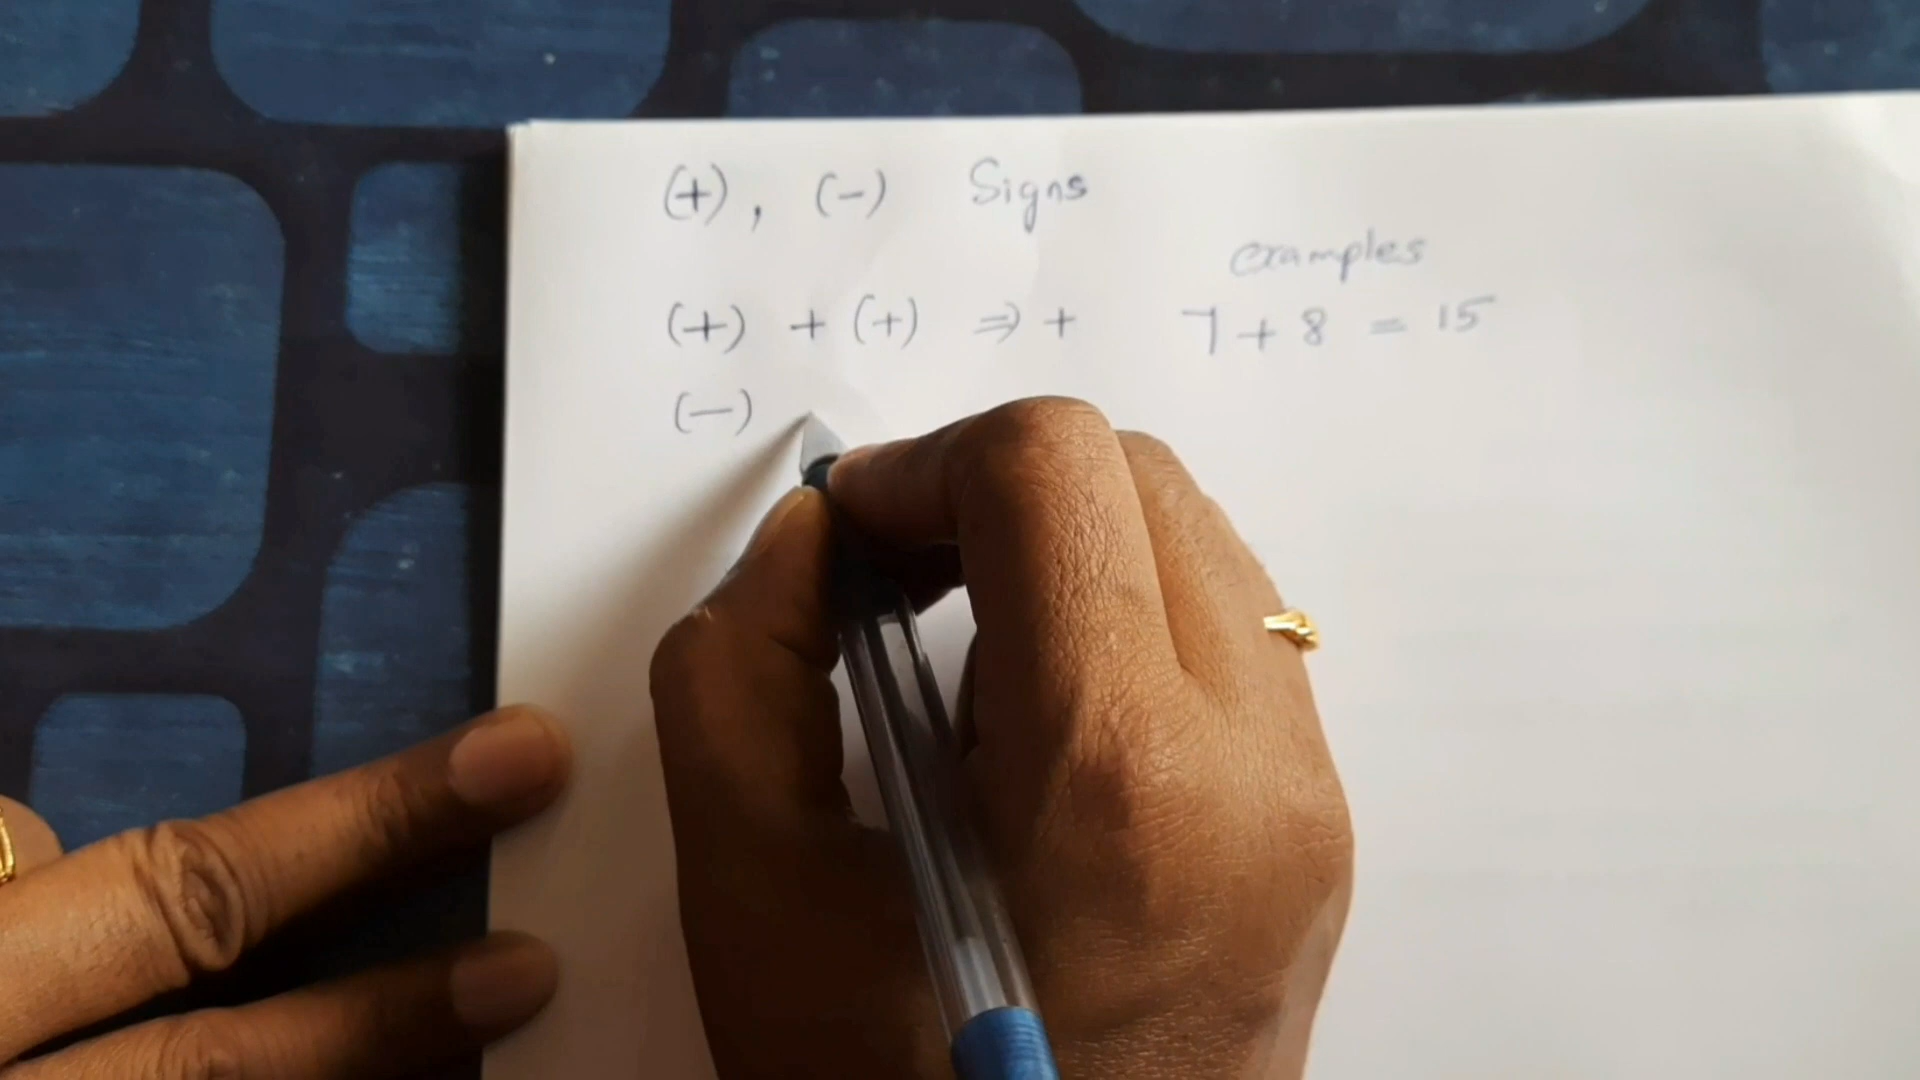 (+), (-) Signs
examples
(+) + (+) ⇒ + 7 + 8 = 15
(-)